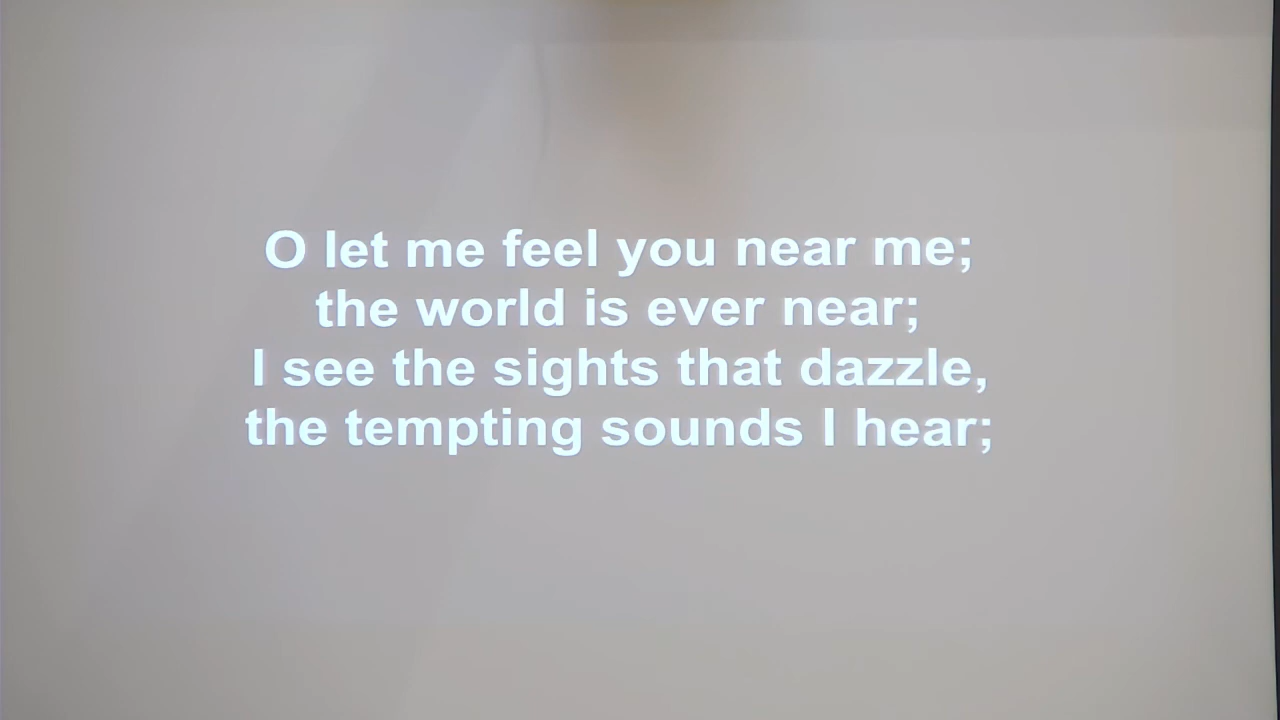 O let me feel you near me;
the world is ever near;
I see the sights that dazzle,
the tempting sounds I hear;